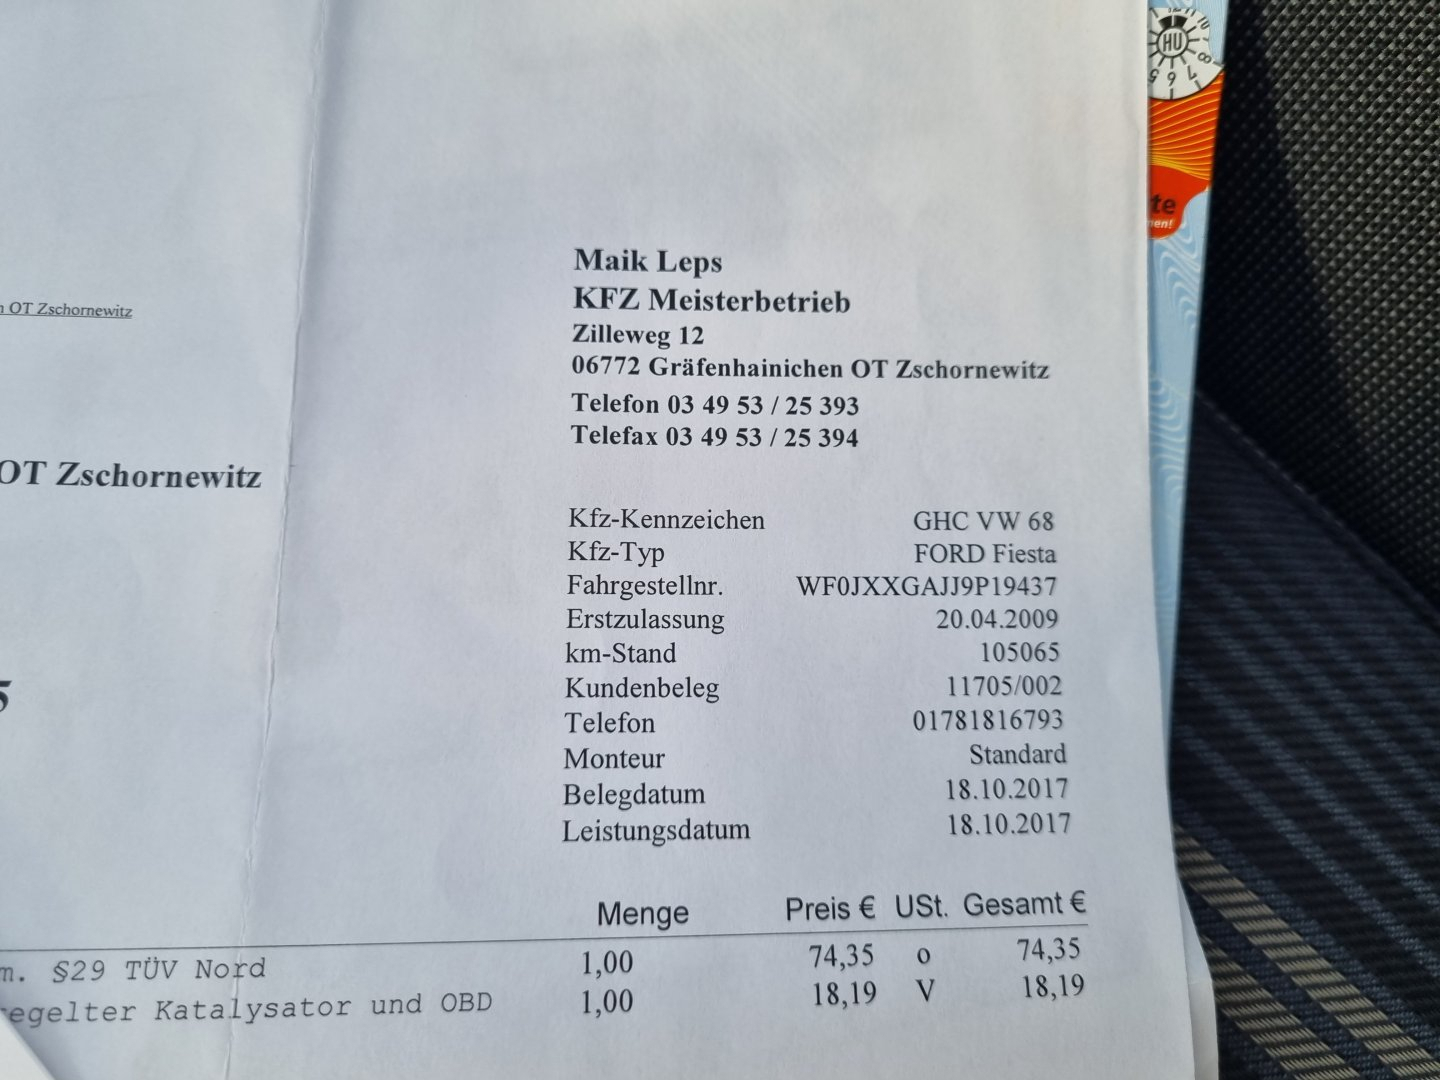 HU
te
nen!
Maik Leps
KFZ Meisterbetrieb
Zilleweg 12
06772 Gräfenhainichen OT Zschornewitz
Telefon 03 49 53 / 25 393
Telefax 03 49 53 / 25 394
OT Zschornewitz
OT Zschornewitz
Kfz-Kennzeichen GHC VW 68
Kfz-Typ FORD Fiesta
Fahrgestellnr. WF0JXXGAJJ9P19437
Erstzulassung 20.04.2009
km-Stand 105065
Kundenbeleg 11705/002
Telefon 01781816793
Monteur Standard
Belegdatum 18.10.2017
Leistungsdatum 18.10.2017
5
Menge Preis € USt. Gesamt €
m. §29 TÜV Nord 1,00 74,35 o 74,35
egelter Katalysator und OBD 1,00 18,19 V 18,19